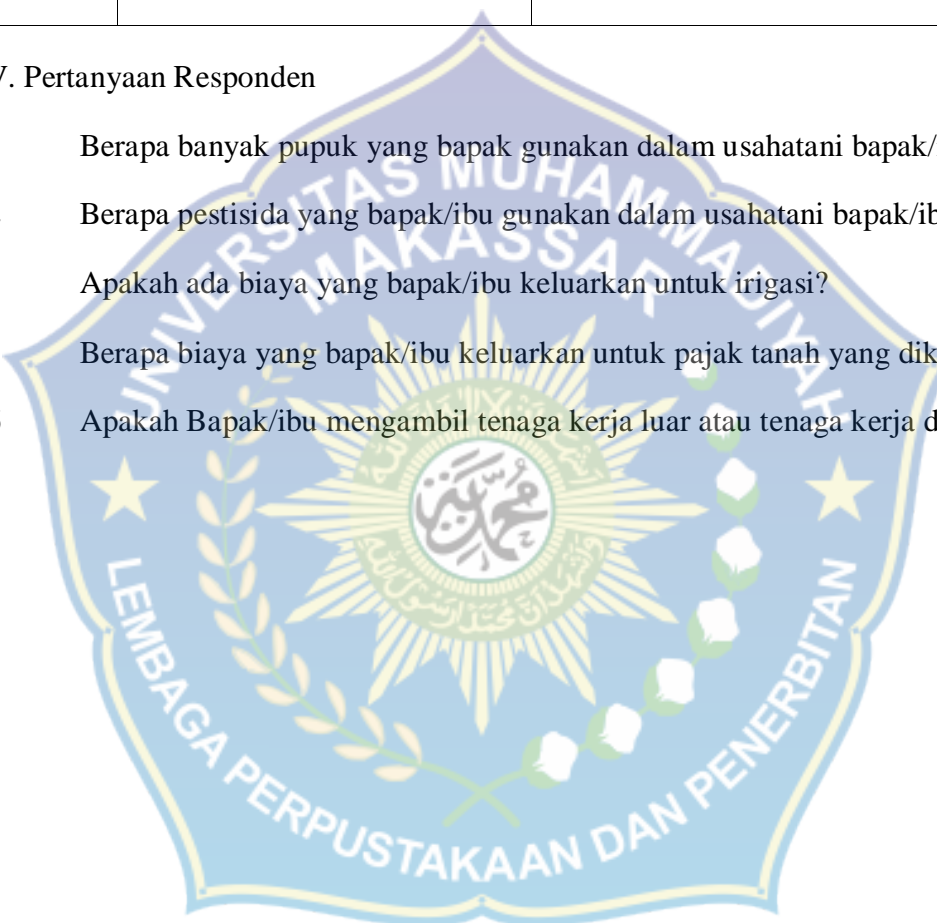 V. Pertanyaan Responden
Berapa banyak pupuk yang bapak gunakan dalam usahatani bapak/
Berapa pestisida yang bapak/ibu gunakan dalam usahatani bapak/ib
Apakah ada biaya yang bapak/ibu keluarkan untuk irigasi?
Berapa biaya yang bapak/ibu keluarkan untuk pajak tanah yang dik
Apakah Bapak/ibu mengambil tenaga kerja luar atau tenaga kerja d
UNIVERSITAS MUHAMMADIYAH
MAKASSAR
LEMBAGA PERPUSTAKAAN DAN PENERBITAN